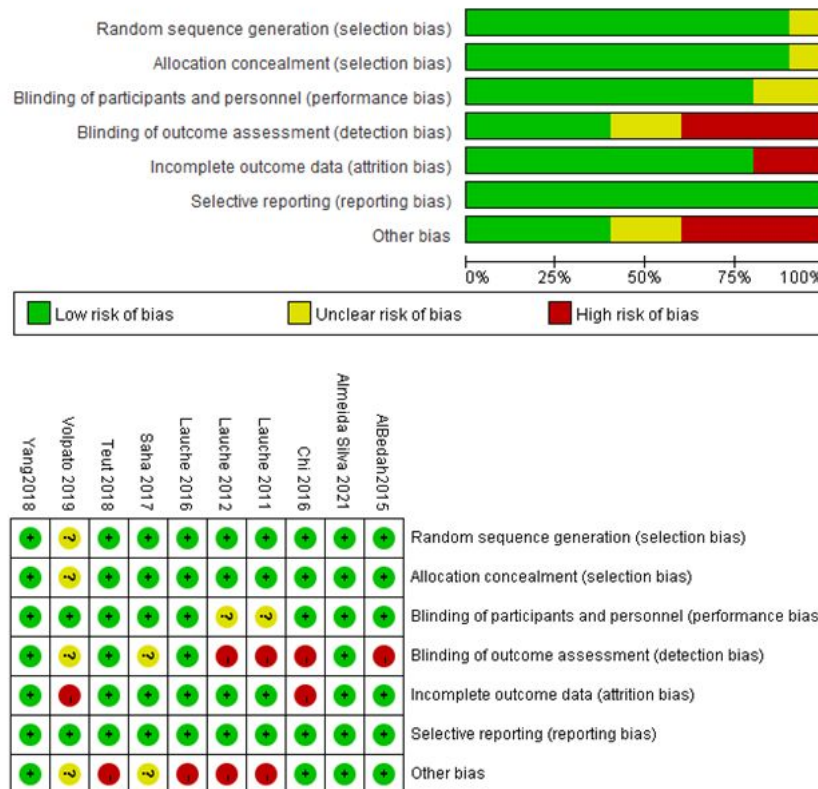 Random sequence generation (selection bias)
Allocation concealment (selection bias)
Blinding of participants and personnel (performance bias)
Blinding of outcome assessment (detection bias)
Incomplete outcome data (attrition bias)
Selective reporting (reporting bias)
Other bias
0% 25% 50% 75% 100%
Low risk of bias Unclear risk of bias High risk of bias
Yang2018
Volpato 2019
Teut 2018
Saha 2017
Lauche 2016
Lauche 2012
Lauche 2011
Chi 2016
Almeida Silva 2021
AlBedah2015
+ ? + + + + + + + + Random sequence generation (selection bias)
+ ? + + + + + + + + Allocation concealment (selection bias)
+ + + + + ? ? + + + Blinding of participants and personnel (performance bias
+ ? + ? + - - - + - Blinding of outcome assessment (detection bias)
+ - + + + + + - + + Incomplete outcome data (attrition bias)
+ + + + + + + + + + Selective reporting (reporting bias)
+ ? - ? - - - + + + Other bias